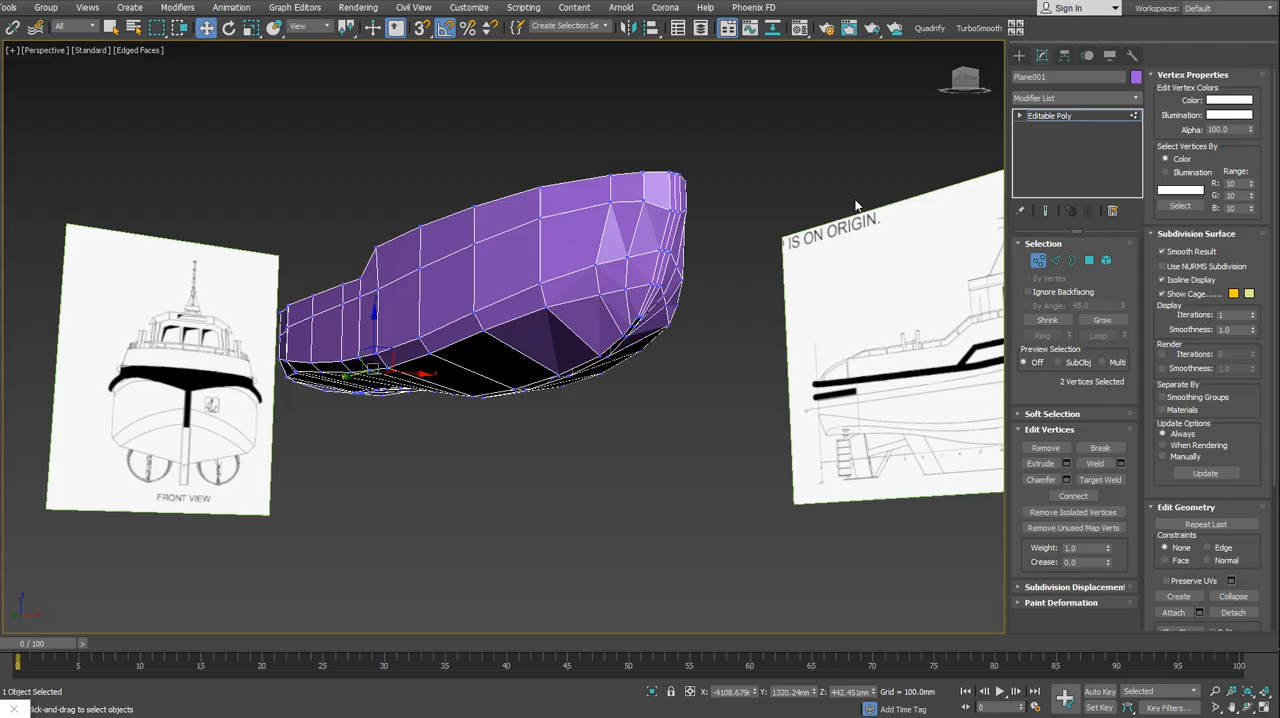 Tools Group Views Create Modifiers Animation Graph Editors Rendering Civil View Customize Scripting Content Arnold Corona Help Phoenix FD Sign In Workspaces: Default
All View Create Selection Se Quadrify TurboSmooth
[+] [Perspective] [Standard] [Edged Faces]
IS ON ORIGIN.
FRONT VIEW
Plane001
Modifier List
Editable Poly
Selection
By Vertex
Ignore Backfacing
By Angle: 45.0
Shrink Grow
Ring Loop
Preview Selection
Off SubObj Multi
2 Vertices Selected
Soft Selection
Edit Vertices
Remove Break
Extrude Weld
Chamfer Target Weld
Connect
Remove Isolated Vertices
Remove Unused Map Verts
Weight: 1.0
Crease: 0.0
Subdivision Displacemen
Paint Deformation
Vertex Properties
Edit Vertex Colors
Color:
Illumination:
Alpha: 100.0
Select Vertices By
Color
Illumination Range:
R: 10
G: 10
B: 10
Select
Subdivision Surface
Smooth Result
Use NURMS Subdivision
Isoline Display
Show Cage......
Display
Iterations: 1
Smoothness: 1.0
Render
Iterations: 0
Smoothness: 1.0
Separate By
Smoothing Groups
Materials
Update Options
Always
When Rendering
Manually
Update
Edit Geometry
Repeat Last
Constraints
None Edge
Face Normal
Preserve UVs
Create Collapse
Attach Detach
0 / 100 >
0 5 10 15 20 25 30 35 40 45 50 55 60 65 70 75 80 85 90 95 100
1 Object Selected X: -4108.679m Y: 1320.24mm Z: 442.451mm Grid = 100.0mm Auto Key Selected
ick-and-drag to select objects Add Time Tag 0 Set Key Key Filters...